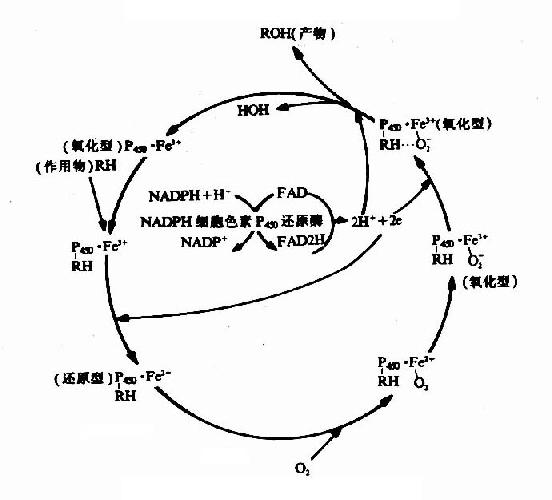 ROH(产物)
HOH
P450·Fe3+(氧化型)
RH···O2-
(氧化型)P450·Fe3+
(作用物)RH
NADPH+H- FAD
NADPH细胞色素P450还原酶 2H++2e
NADP+ FAD2H
P450·Fe3+
RH
P450·Fe3+
RH O2-
(氧化型)
P450·Fe2+
RH O2
(还原型)P450·Fe2-
RH
O2